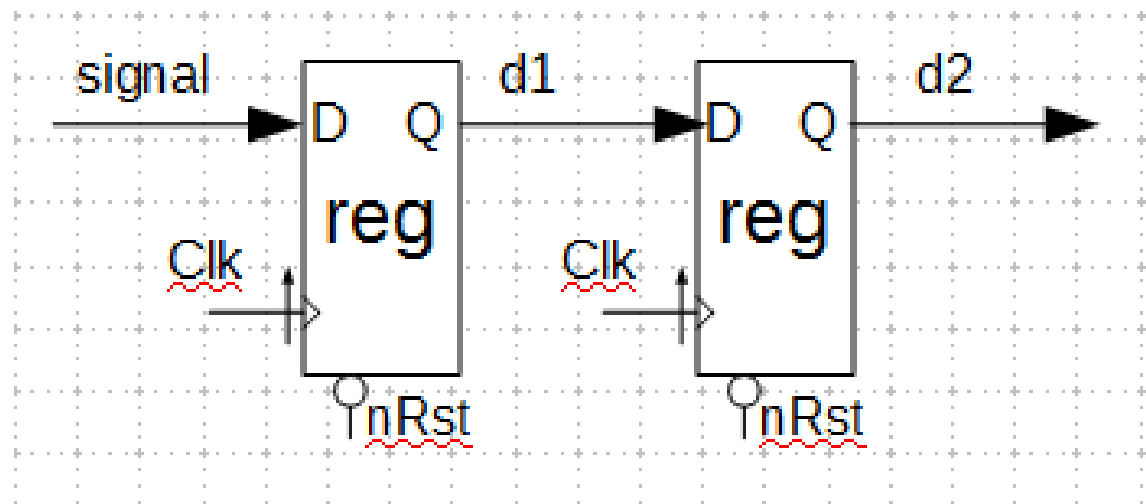 signal d1 d2
D Q D Q
reg reg
Clk Clk
nRst nRst